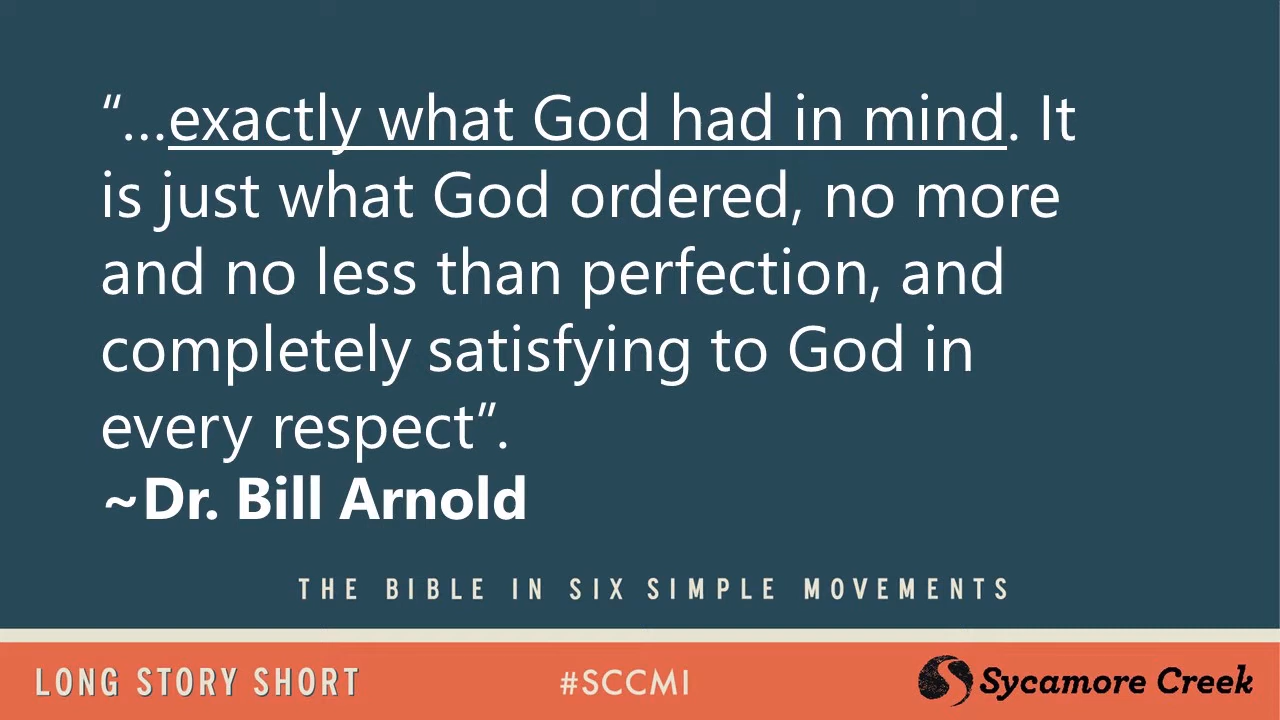 “...exactly what God had in mind. It
is just what God ordered, no more
and no less than perfection, and
completely satisfying to God in
every respect”.
~Dr. Bill Arnold
THE BIBLE IN SIX SIMPLE MOVEMENTS
LONG STORY SHORT
#SCCMI
Sycamore Creek